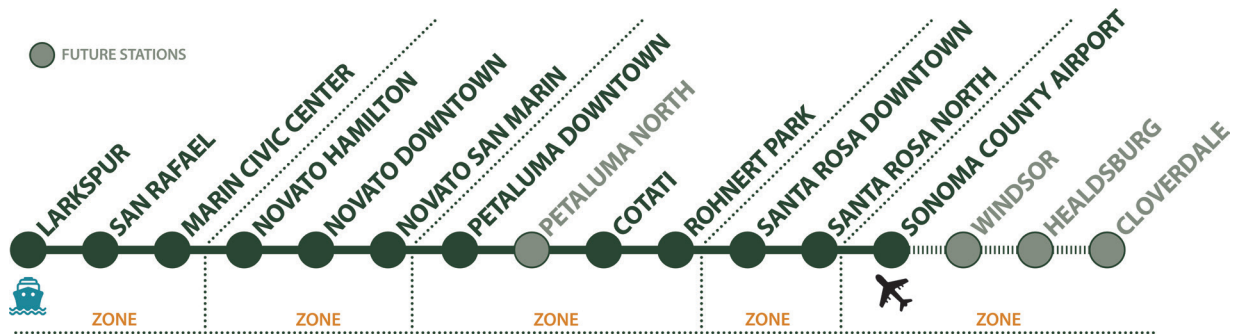 FUTURE STATIONS
LARKSPUR
SAN RAFAEL
MARIN CIVIC CENTER
NOVATO HAMILTON
NOVATO DOWNTOWN
NOVATO SAN MARIN
PETALUMA DOWNTOWN
PETALUMA NORTH
COTATI
ROHNERT PARK
SANTA ROSA DOWNTOWN
SANTA ROSA NORTH
SONOMA COUNTY AIRPORT
WINDSOR
HEALDSBURG
CLOVERDALE
ZONE
ZONE
ZONE
ZONE
ZONE